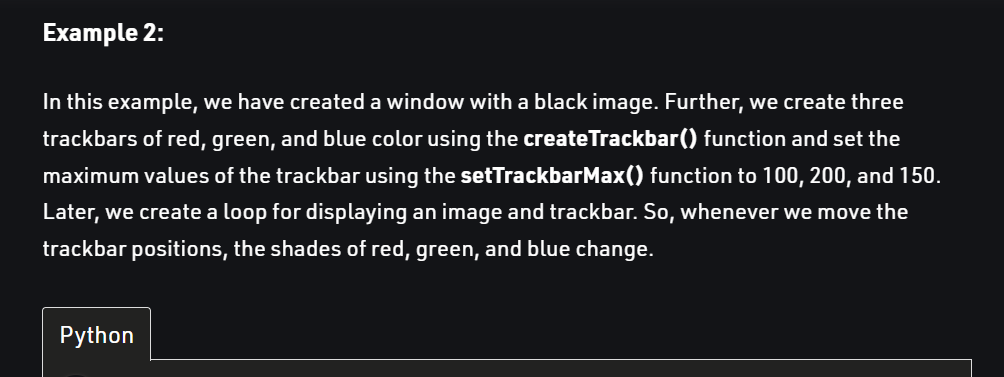 Example 2:
In this example, we have created a window with a black image. Further, we create three
trackbars of red, green, and blue color using the createTrackbar() function and set the
maximum values of the trackbar using the setTrackbarMax() function to 100, 200, and 150.
Later, we create a loop for displaying an image and trackbar. So, whenever we move the
trackbar positions, the shades of red, green, and blue change.
Python